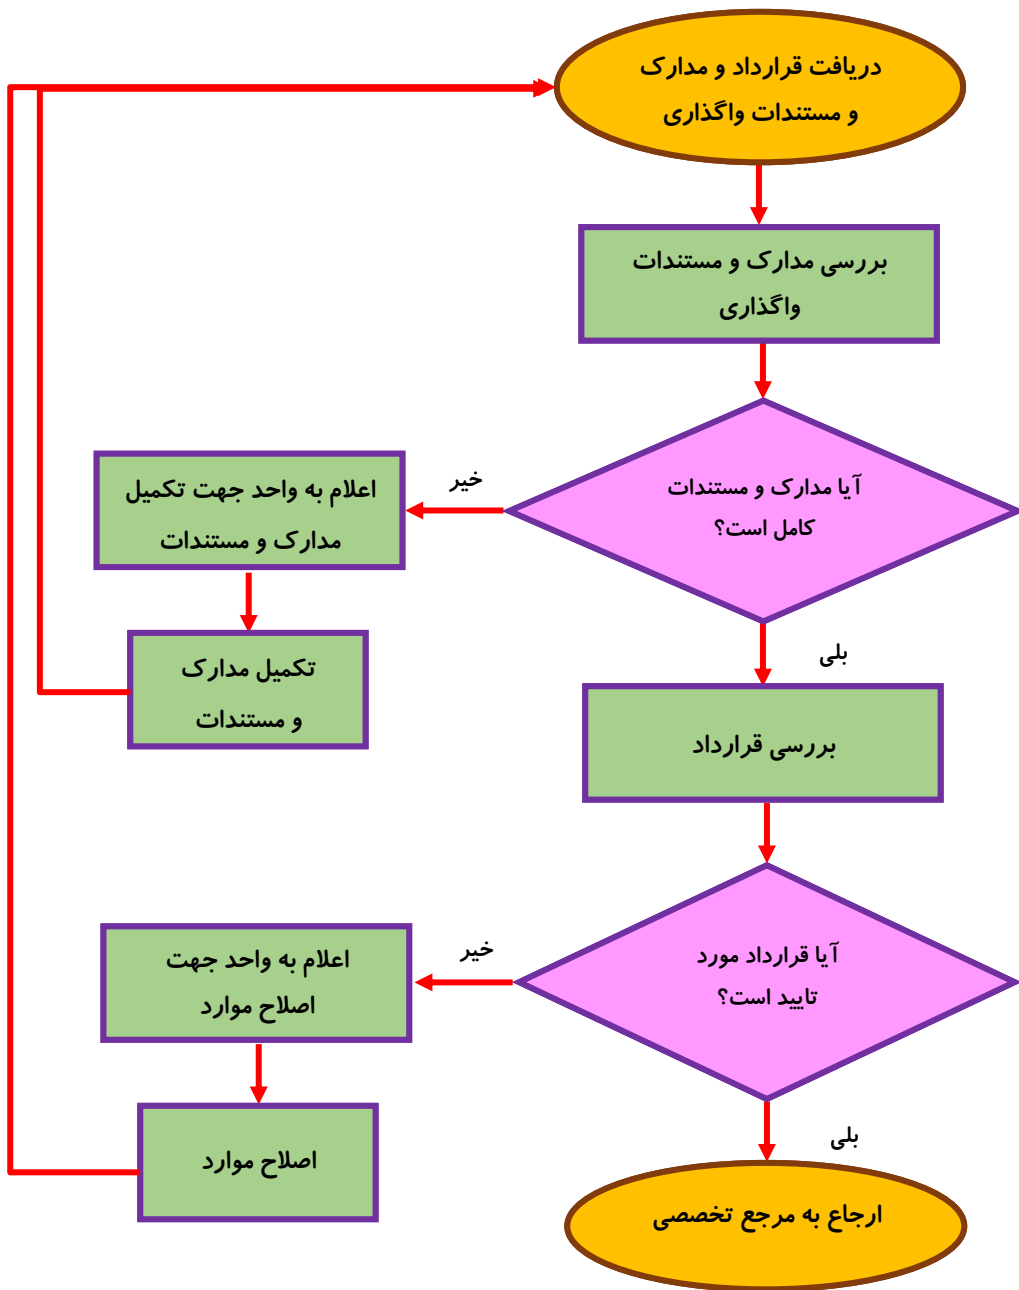 دریافت قرارداد و مدارک
و مستندات واگذاری
بررسی مدارک و مستندات
واگذاری
آیا مدارک و مستندات
کامل است؟
خیر
اعلام به واحد جهت تکمیل
مدارک و مستندات
تکمیل مدارک
و مستندات
بلی
بررسی قرارداد
آیا قرارداد مورد
تایید است؟
خیر
اعلام به واحد جهت
اصلاح موارد
اصلاح موارد
بلی
ارجاع به مرجع تخصصی